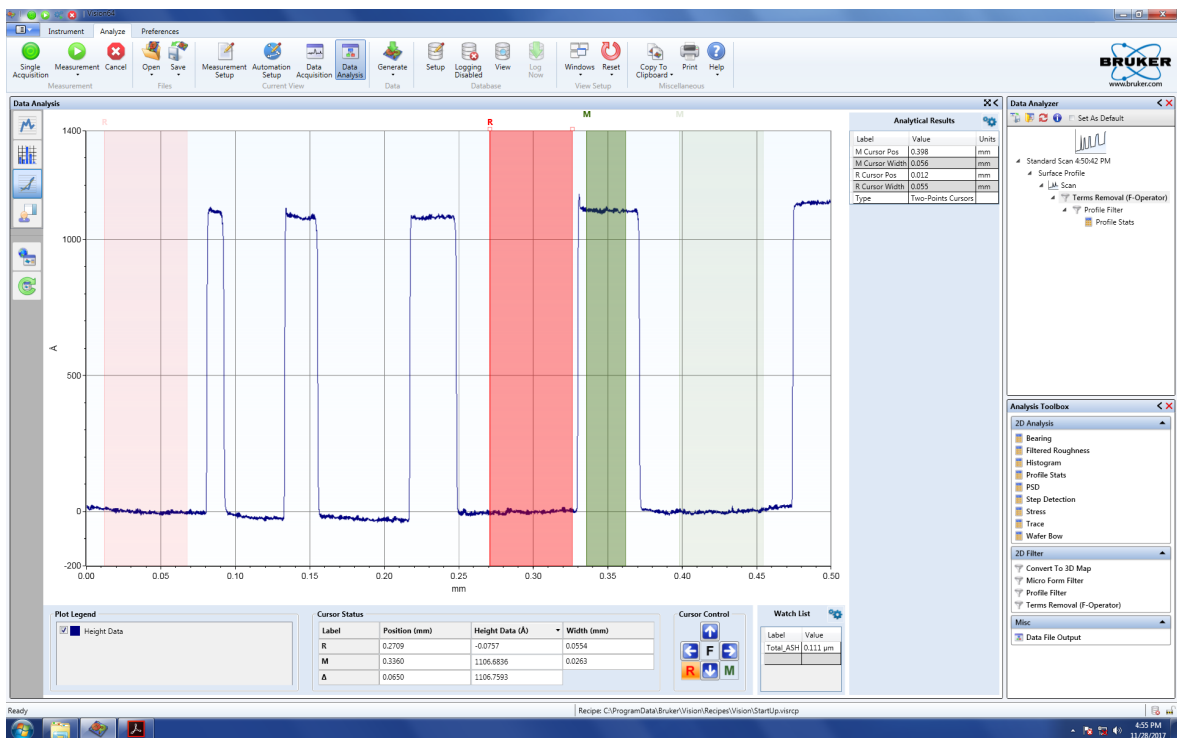 Vision64
Instrument Analyze Preferences
Single Acquisition Measurement Cancel Open Save Measurement Setup Automation Setup Data Acquisition Data Analysis Generate Setup Logging Disabled View Log Now Windows Reset Copy To Clipboard Print Help
Measurement Files Current View Data Database View Setup Miscellaneous
BRUKER
www.bruker.com
Data Analysis
R R M M
1400
1000
500
0
-200
Å
0.00 0.05 0.10 0.15 0.20 0.25 0.30 0.35 0.40 0.45 0.50
mm
Analytical Results
Label Value Units
M Cursor Pos 0.398 mm
M Cursor Width 0.056 mm
R Cursor Pos 0.012 mm
R Cursor Width 0.055 mm
Type Two-Points Cursors
Plot Legend
Height Data
Cursor Status
Label Position (mm) Height Data (Å) Width (mm)
R 0.2709 -0.0757 0.0554
M 0.3360 1106.6836 0.0263
Δ 0.0650 1106.7593
Cursor Control
F
R M
Watch List
Label Value
Total_ASH 0.111 µm
Data Analyzer
Set As Default
Standard Scan 4:50:42 PM
Surface Profile
Scan
Terms Removal (F-Operator)
Profile Filter
Profile Stats
Analysis Toolbox
2D Analysis
Bearing
Filtered Roughness
Histogram
Profile Stats
PSD
Step Detection
Stress
Trace
Wafer Bow
2D Filter
Convert To 3D Map
Micro Form Filter
Profile Filter
Terms Removal (F-Operator)
Misc
Data File Output
Ready
Recipe: C:\ProgramData\Bruker\Vision\Recipes\Vision\StartUp.visrcp
4:55 PM
11/28/2017